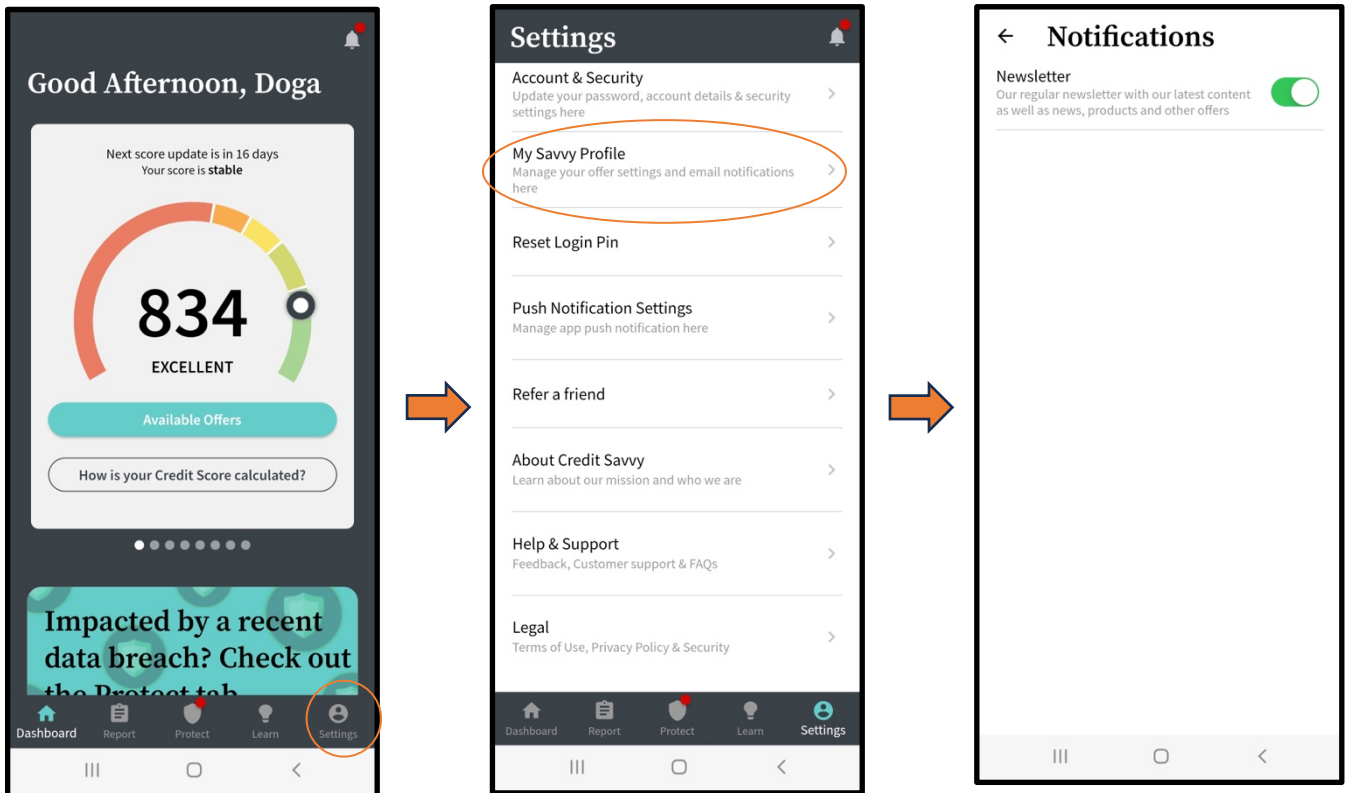 Good Afternoon, Doga
Next score update is in 16 days
Your score is stable
834
EXCELLENT
Available Offers
How is your Credit Score calculated?
Impacted by a recent
data breach? Check out
the Protect tab
Dashboard
Report
Protect
Learn
Settings
Settings
Account & Security
Update your password, account details & security
settings here
My Savvy Profile
Manage your offer settings and email notifications
here
Reset Login Pin
Push Notification Settings
Manage app push notification here
Refer a friend
About Credit Savvy
Learn about our mission and who we are
Help & Support
Feedback, Customer support & FAQs
Legal
Terms of Use, Privacy Policy & Security
Dashboard
Report
Protect
Learn
Settings
Notifications
Newsletter
Our regular newsletter with our latest content
as well as news, products and other offers